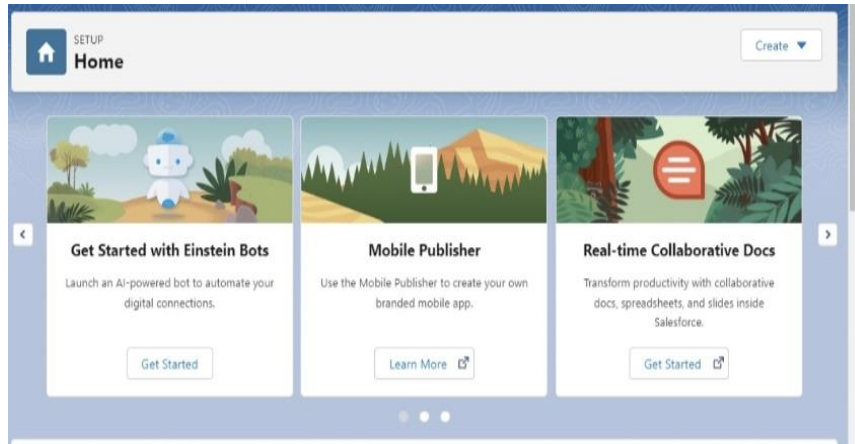 SETUP
Home
Create
Get Started with Einstein Bots
Launch an AI-powered bot to automate your
digital connections.
Get Started
Mobile Publisher
Use the Mobile Publisher to create your own
branded mobile app.
Learn More
Real-time Collaborative Docs
Transform productivity with collaborative
docs, spreadsheets, and slides inside
Salesforce.
Get Started